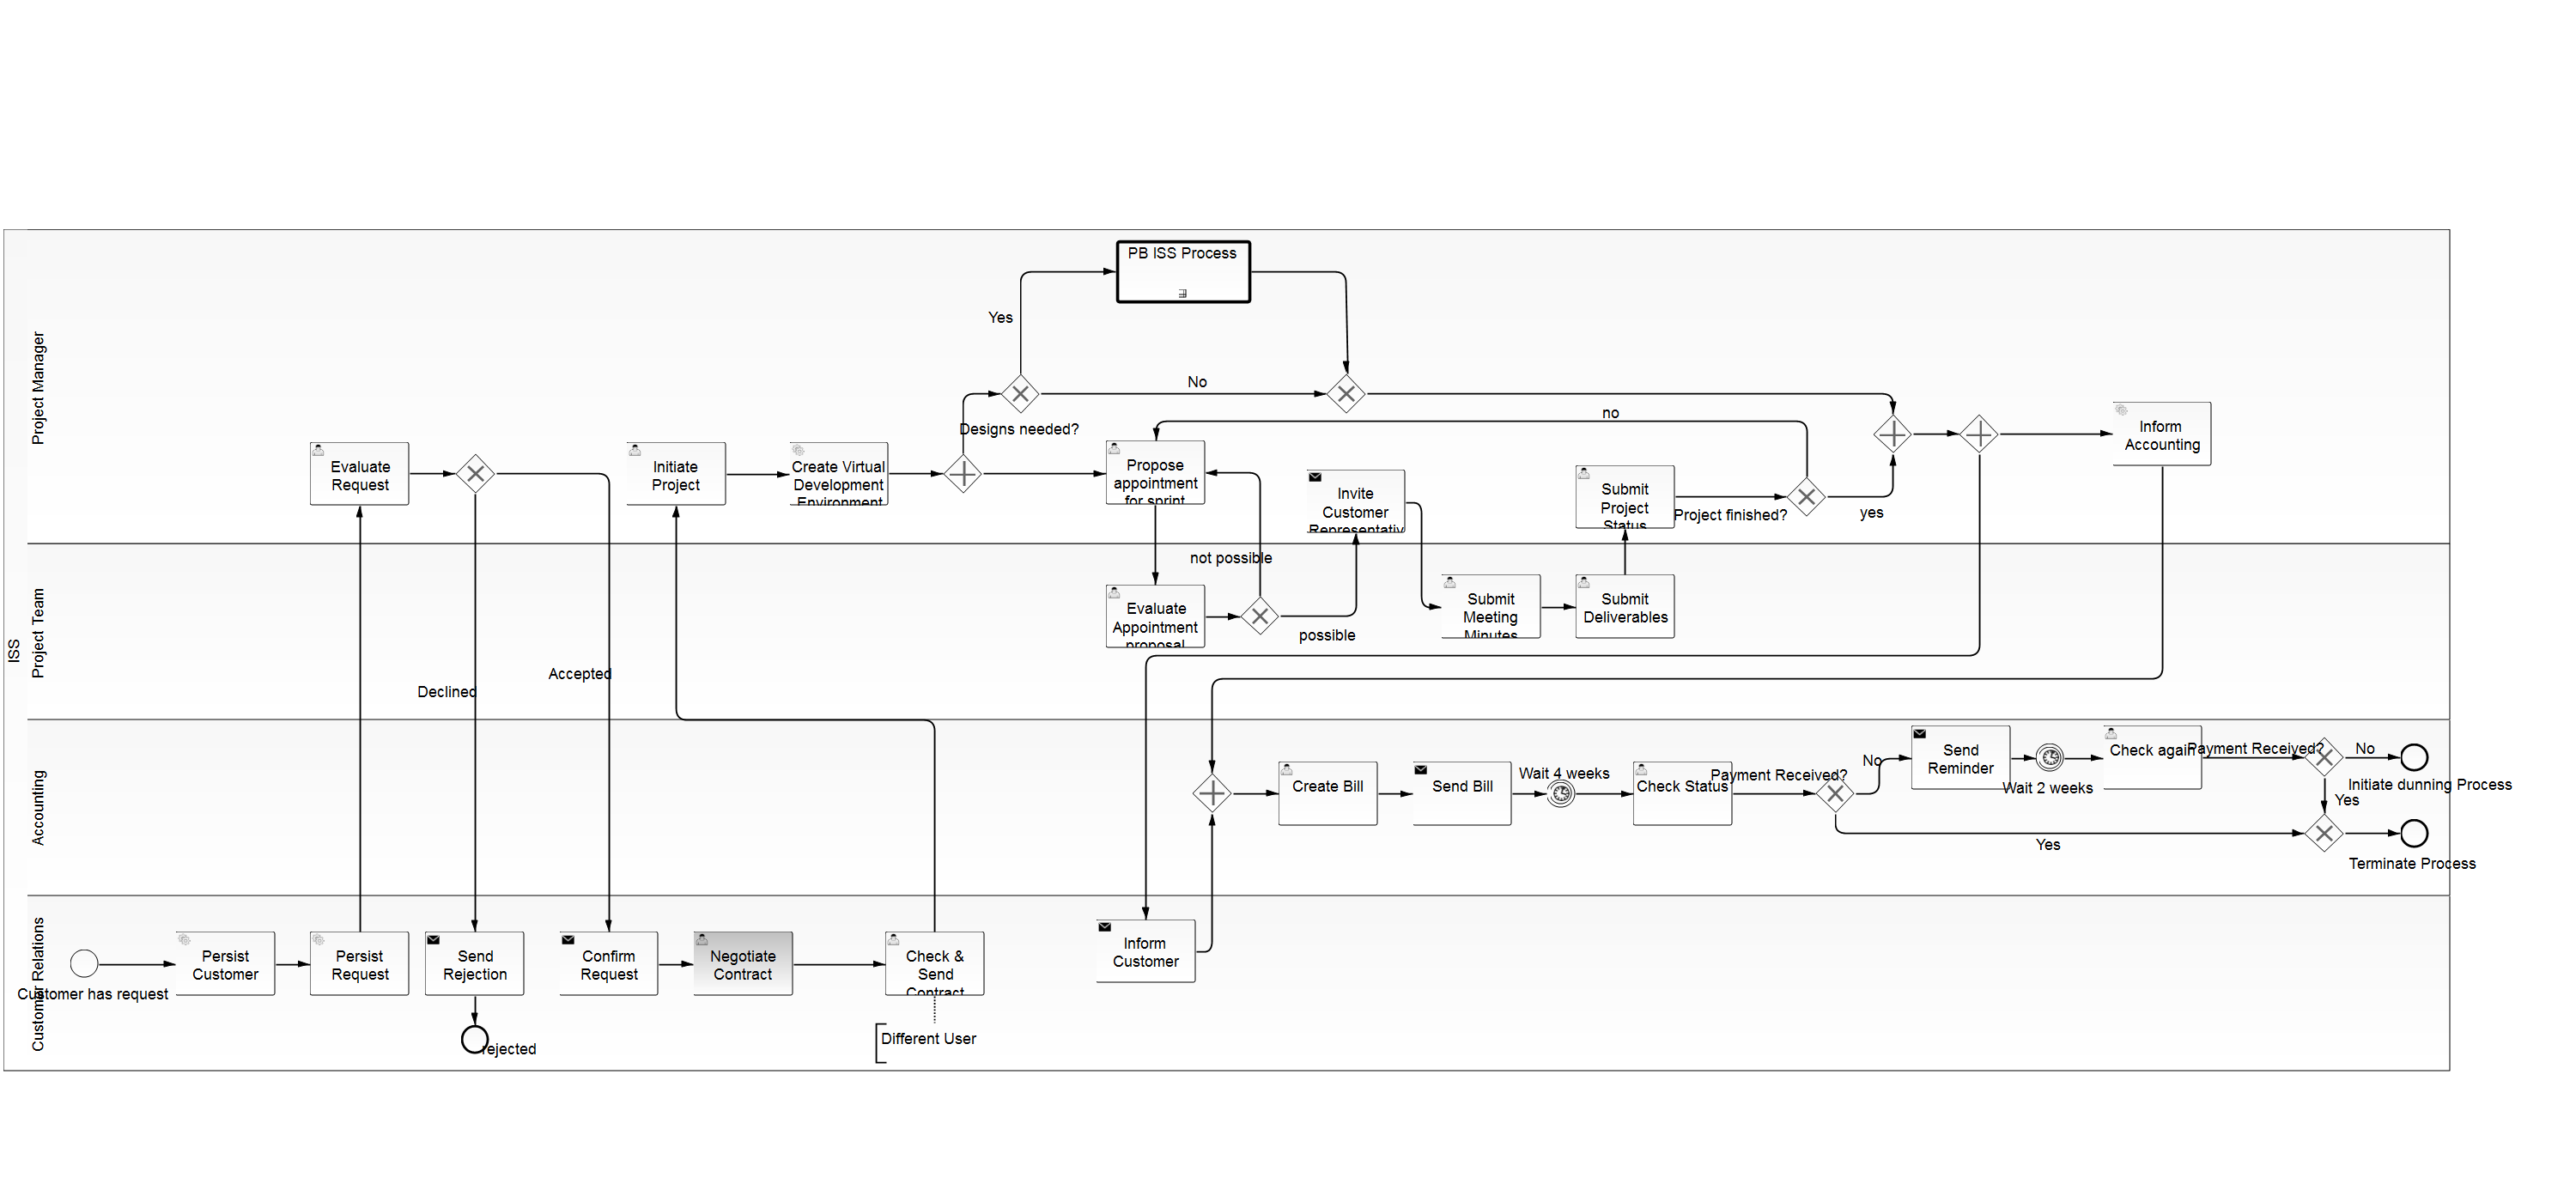 PB ISS Process
Yes
No
Designs needed?
no
Project Manager
Evaluate
Request
Initiate
Project
Create Virtual
Development
Environment
Propose
appointment
for sprint
Invite
Customer
Representativ
Submit
Project
Status
Project finished?
yes
Inform
Accounting
not possible
ISS
Project Team
Evaluate
Appointment
proposal
possible
Submit
Meeting
Minutes
Submit
Deliverables
Declined
Accepted
Accounting
Create Bill
Send Bill
Wait 4 weeks
Check Status
Payment Received?
No
Send
Reminder
Wait 2 weeks
Check again
Payment Received?
No
Initiate dunning Process
Yes
Yes
Terminate Process
Customer Relations
Customer has request
Persist
Customer
Persist
Request
Send
Rejection
rejected
Confirm
Request
Negotiate
Contract
Check &
Send
Contract
Different User
Inform
Customer